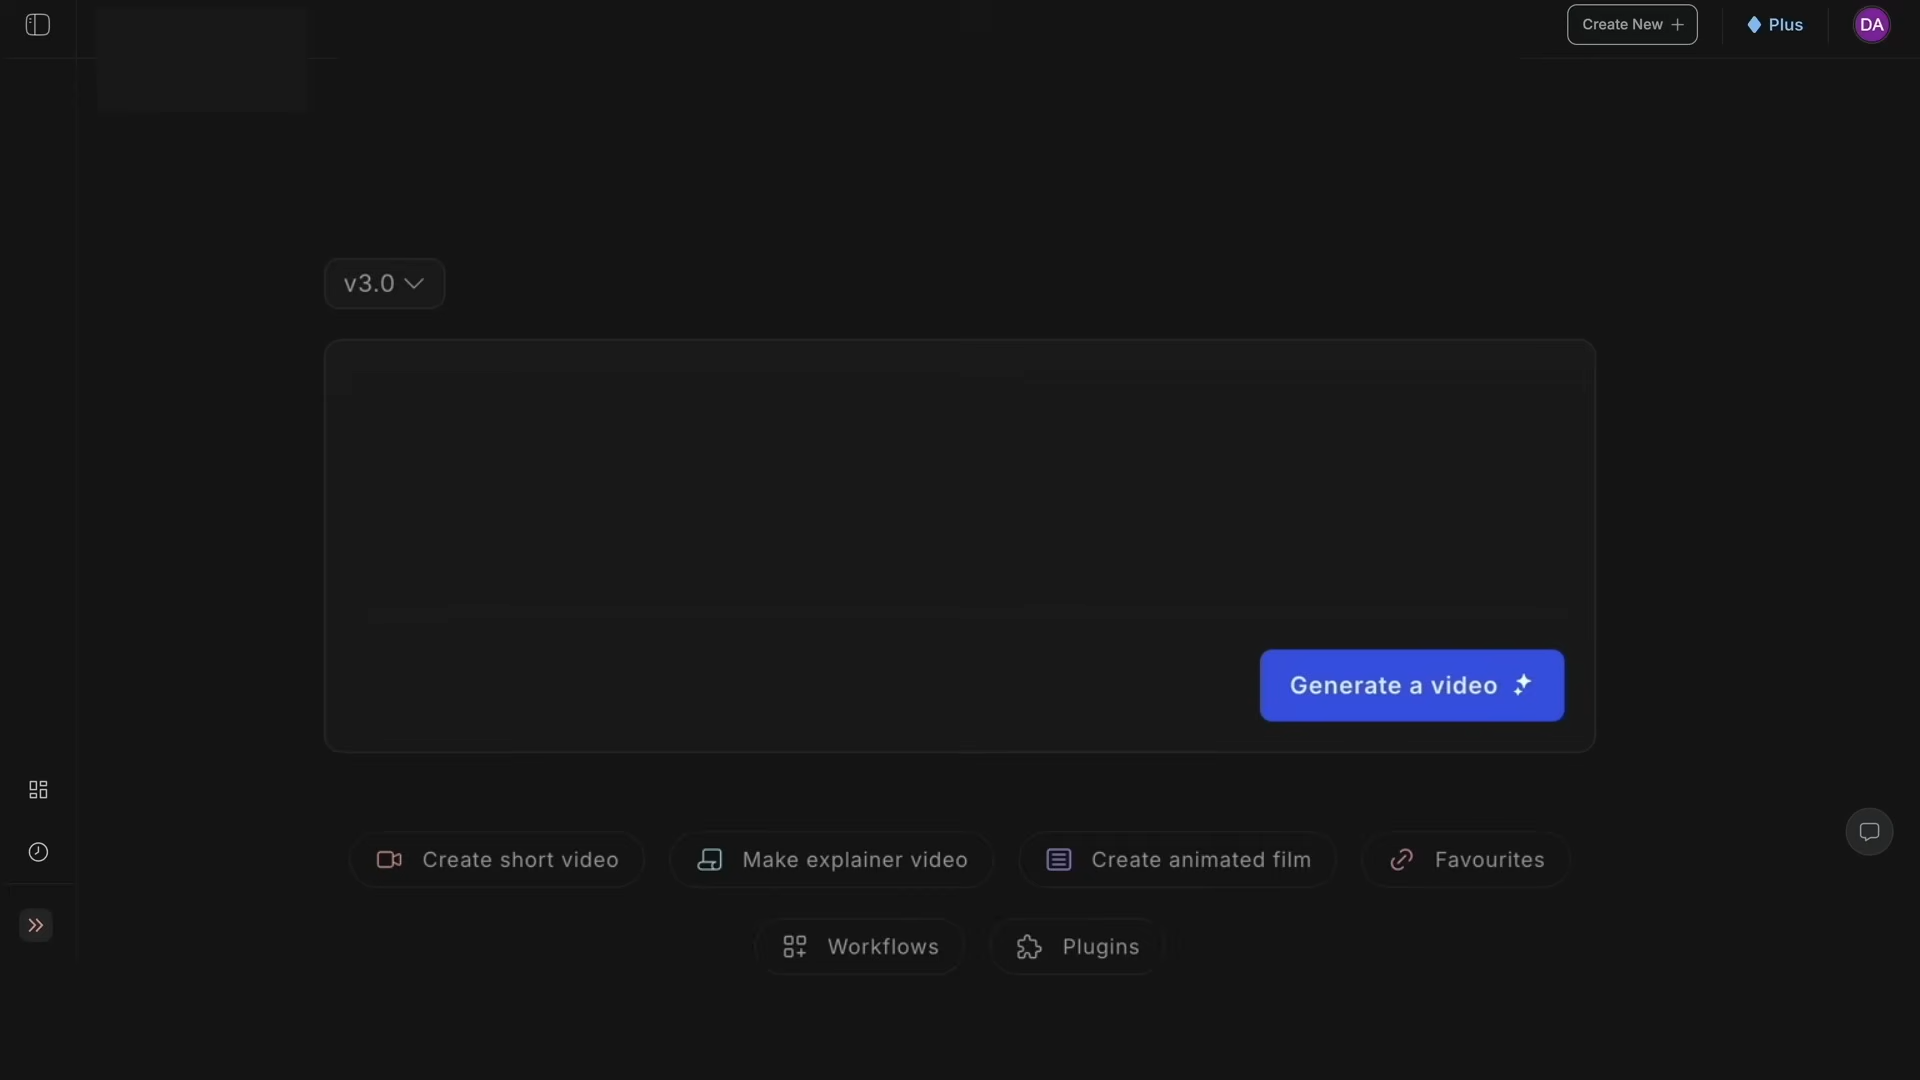 Create New
Plus
DA
v3.0
Generate a video
Create short video
Make explainer video
Create animated film
Favourites
Workflows
Plugins